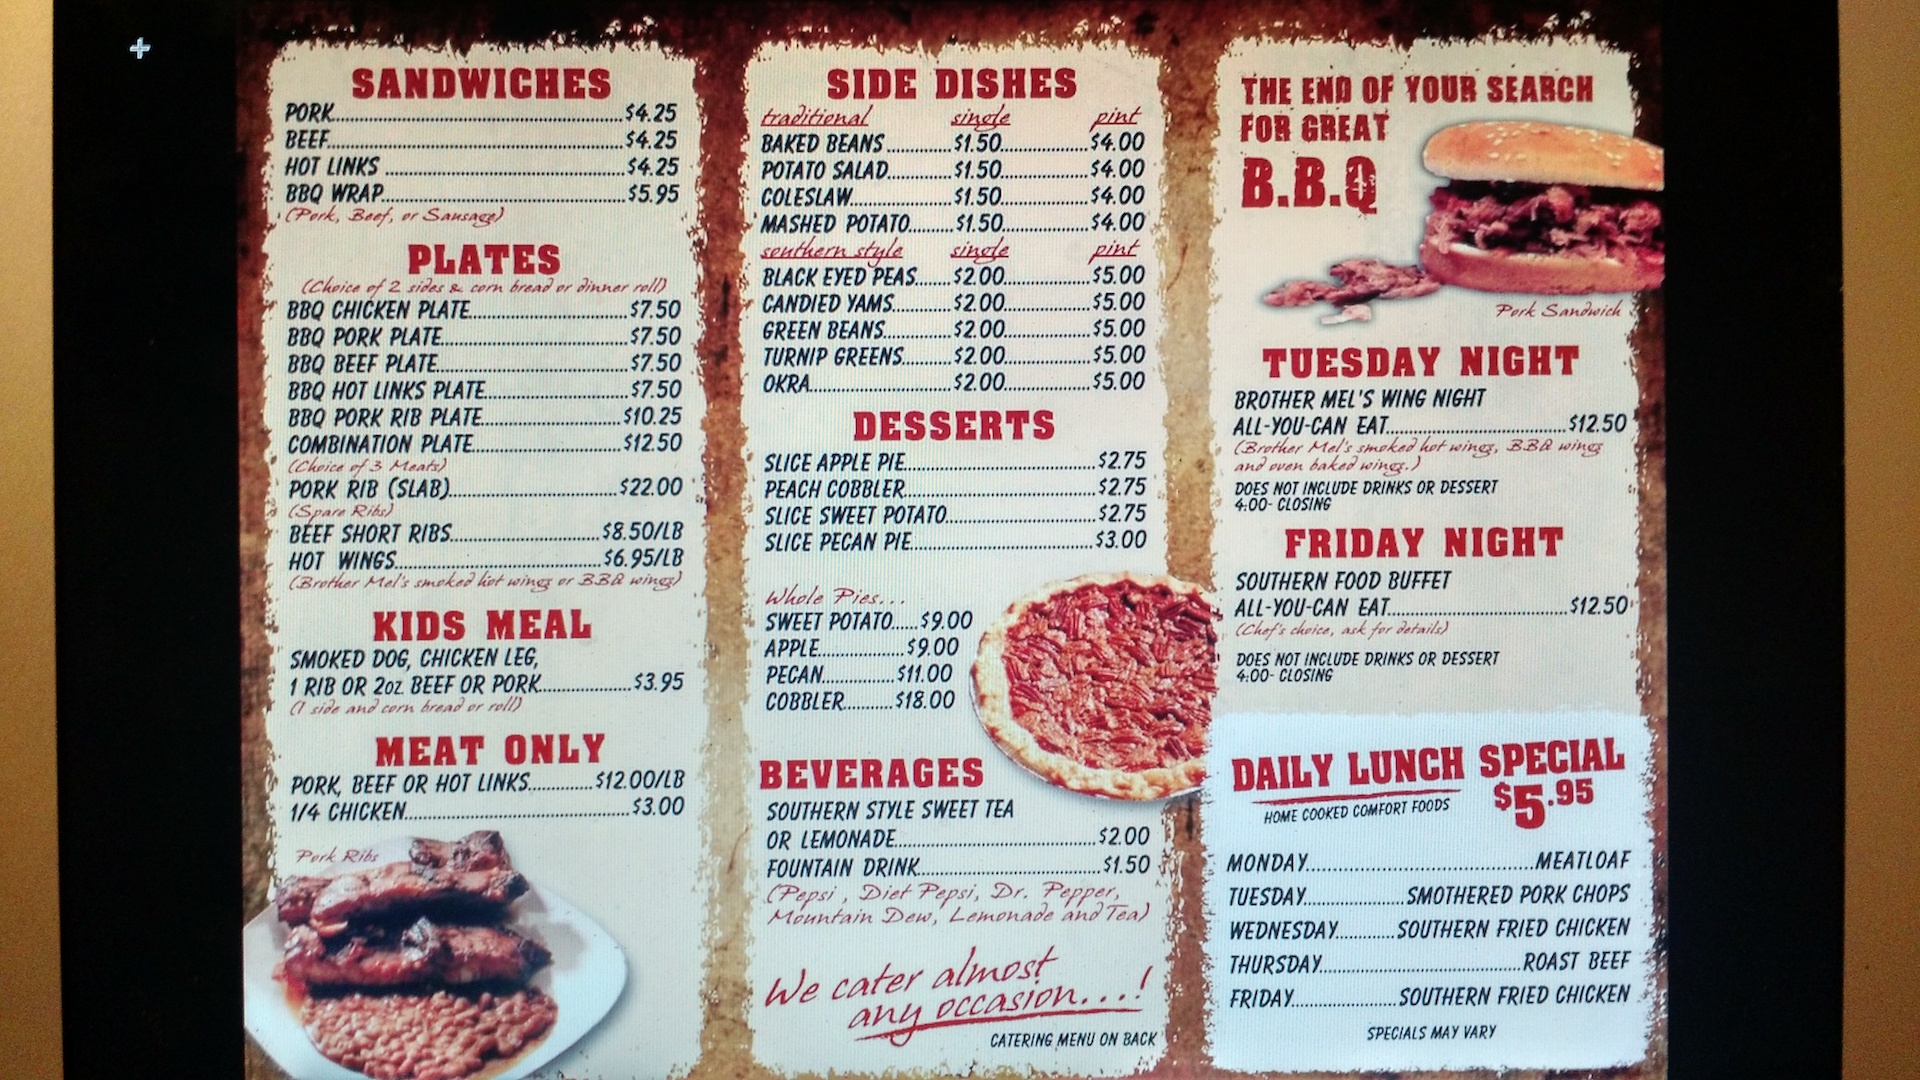 SANDWICHES
PORK..........$4.25
BEEF..........$4.25
HOT LINKS..........$4.25
BBQ WRAP..........$5.95
(Pork, Beef, or Sausage)
PLATES
(Choice of 2 sides & corn bread or dinner roll)
BBQ CHICKEN PLATE..........$7.50
BBQ PORK PLATE..........$7.50
BBQ BEEF PLATE..........$7.50
BBQ HOT LINKS PLATE..........$7.50
BBQ PORK RIB PLATE..........$10.25
COMBINATION PLATE..........$12.50
(Choice of 3 Meats)
PORK RIB (SLAB)..........$22.00
(Spare Ribs)
BEEF SHORT RIBS..........$8.50/LB
HOT WINGS..........$6.95/LB
(Brother Mel's smoked hot wings or BBQ wings)
KIDS MEAL
SMOKED DOG, CHICKEN LEG,
1 RIB OR 2oz. BEEF OR PORK..........$3.95
(1 side and corn bread or roll)
MEAT ONLY
PORK, BEEF OR HOT LINKS..........$12.00/LB
1/4 CHICKEN..........$3.00
Pork Ribs
SIDE DISHES
traditional single pint
BAKED BEANS..........$1.50..........$4.00
POTATO SALAD..........$1.50..........$4.00
COLESLAW..........$1.50..........$4.00
MASHED POTATO..........$1.50..........$4.00
southern style single pint
BLACK EYED PEAS..........$2.00..........$5.00
CANDIED YAMS..........$2.00..........$5.00
GREEN BEANS..........$2.00..........$5.00
TURNIP GREENS..........$2.00..........$5.00
OKRA..........$2.00..........$5.00
DESSERTS
SLICE APPLE PIE..........$2.75
PEACH COBBLER..........$2.75
SLICE SWEET POTATO..........$2.75
SLICE PECAN PIE..........$3.00
Whole Pies...
SWEET POTATO......$9.00
APPLE..........$9.00
PECAN..........$11.00
COBBLER..........$18.00
BEVERAGES
SOUTHERN STYLE SWEET TEA
OR LEMONADE..........$2.00
FOUNTAIN DRINK..........$1.50
(Pepsi, Diet Pepsi, Dr. Pepper,
Mountain Dew, Lemonade and Tea)
We cater almost
any occasion....!
CATERING MENU ON BACK
THE END OF YOUR SEARCH
FOR GREAT
B.B.Q
Pork Sandwich
TUESDAY NIGHT
BROTHER MEL'S WING NIGHT
ALL-YOU-CAN EAT..........$12.50
(Brother Mel's smoked hot wings, BBQ wings
and oven baked wings.)
DOES NOT INCLUDE DRINKS OR DESSERT
4:00- CLOSING
FRIDAY NIGHT
SOUTHERN FOOD BUFFET
ALL-YOU-CAN EAT..........$12.50
(Chef's choice, ask for details)
DOES NOT INCLUDE DRINKS OR DESSERT
4:00- CLOSING
DAILY LUNCH SPECIAL
HOME COOKED COMFORT FOODS $5.95
MONDAY..........MEATLOAF
TUESDAY..........SMOTHERED PORK CHOPS
WEDNESDAY..........SOUTHERN FRIED CHICKEN
THURSDAY..........ROAST BEEF
FRIDAY..........SOUTHERN FRIED CHICKEN
SPECIALS MAY VARY